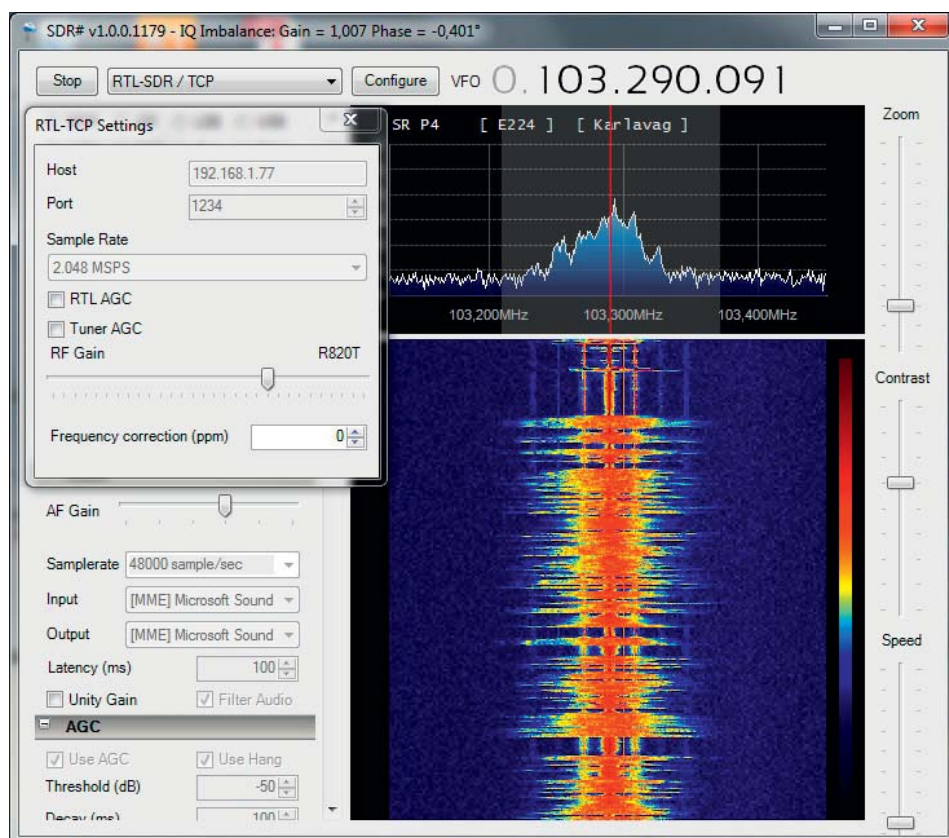 SDR# v1.0.0.1179 - IQ Imbalance: Gain = 1,007 Phase = -0,401°
Stop RTL-SDR / TCP Configure VFO 0.103.290.091
RTL-TCP Settings
Host 192.168.1.77
Port 1234
Sample Rate
2.048 MSPS
RTL AGC
Tuner AGC
RF Gain R820T
Frequency correction (ppm) 0
SR P4 [ E224 ] [ Karlavag ]
103,200MHz 103,300MHz 103,400MHz
Zoom
Contrast
Speed
AF Gain
Samplerate 48000 sample/sec
Input [MME] Microsoft Sound
Output [MME] Microsoft Sound
Latency (ms) 100
Unity Gain Filter Audio
AGC
Use AGC Use Hang
Threshold (dB) -50
Decay (ms) 100